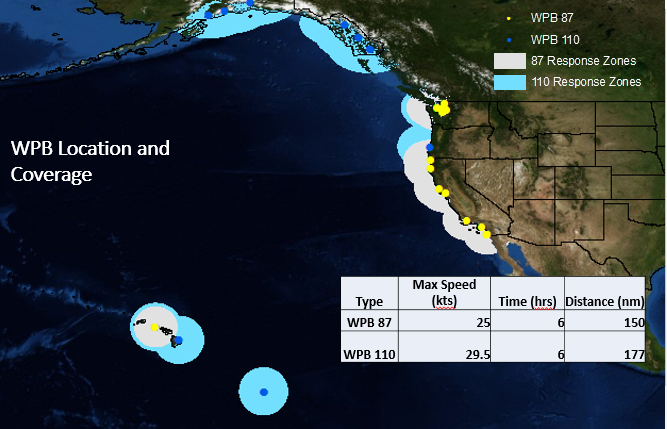 WPB 87
WPB 110
87 Response Zones
110 Response Zones
WPB Location and
Coverage
Type Max Speed (kts) Time (hrs) Distance (nm)
WPB 87 25 6 150
WPB 110 29.5 6 177